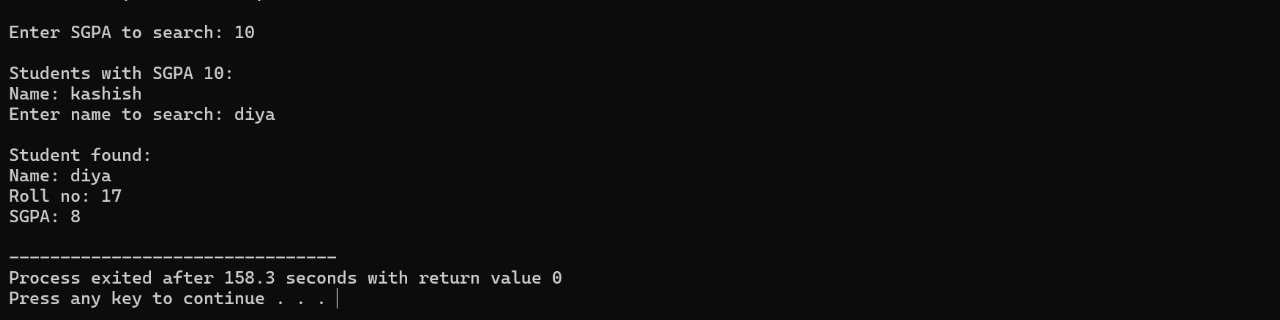 Enter SGPA to search: 10
Students with SGPA 10:
Name: kashish
Enter name to search: diya
Student found:
Name: diya
Roll no: 17
SGPA: 8
--------------------------------
Process exited after 158.3 seconds with return value 0
Press any key to continue . . .